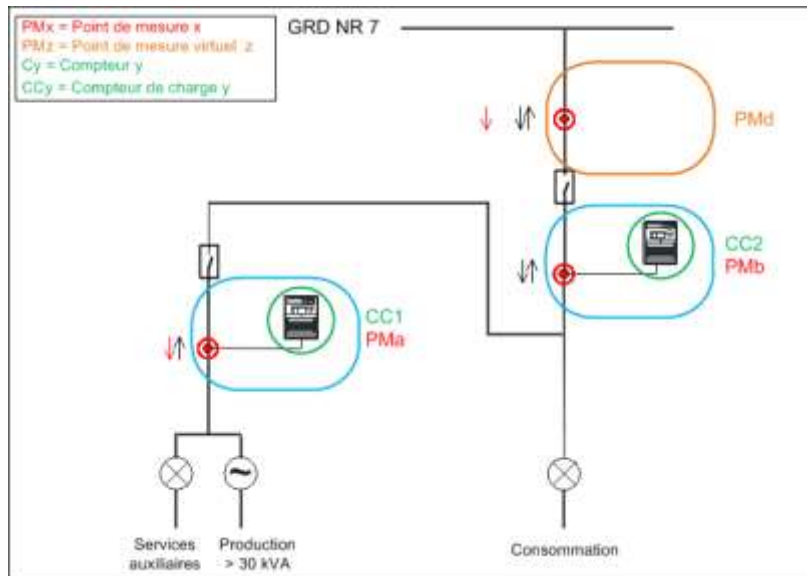 PMx = Point de mesure x
PMz = Point de mesure virtuel z
Cy = Compteur y
CCy = Compteur de charge y
GRD NR 7
PMd
CC2
PMb
CC1
PMa
Services
auxiliaires
Production
> 30 kVA
Consommation